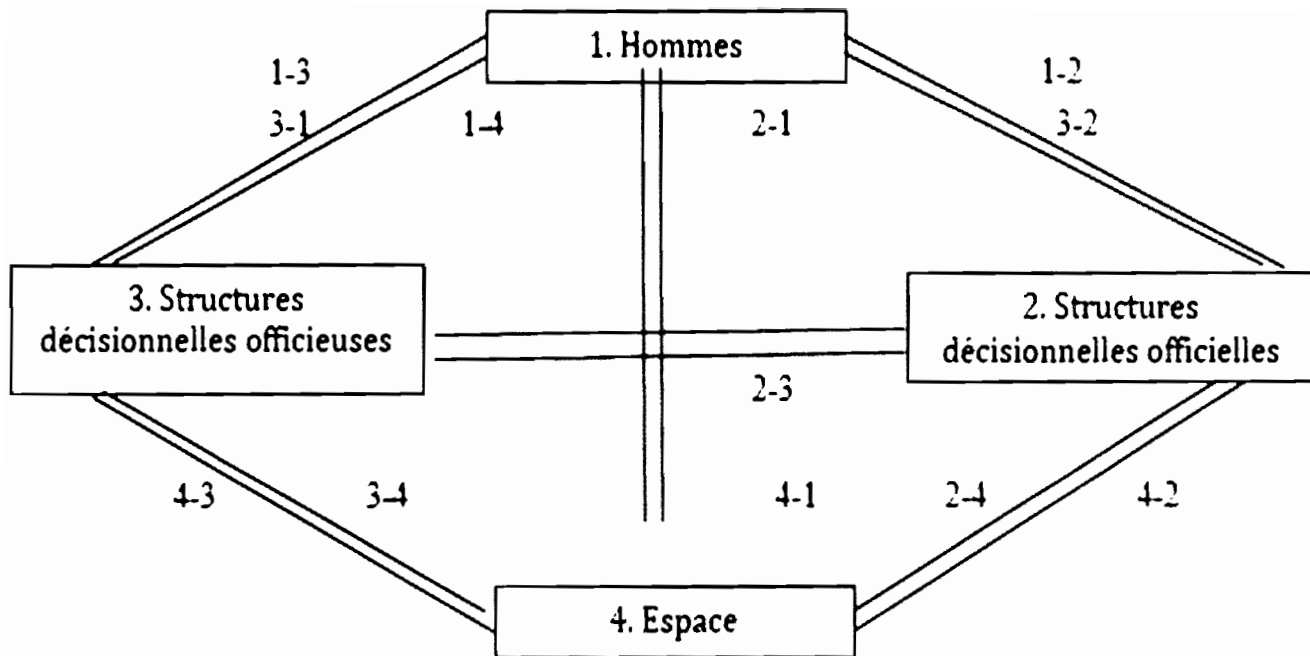 1. Hommes
1-3
1-2
3-1
1-4
2-1
3-2
3. Structures
décisionnelles officieuses
2. Structures
décisionnelles officielles
2-3
4-3
3-4
4-1
2-4
4-2
4. Espace